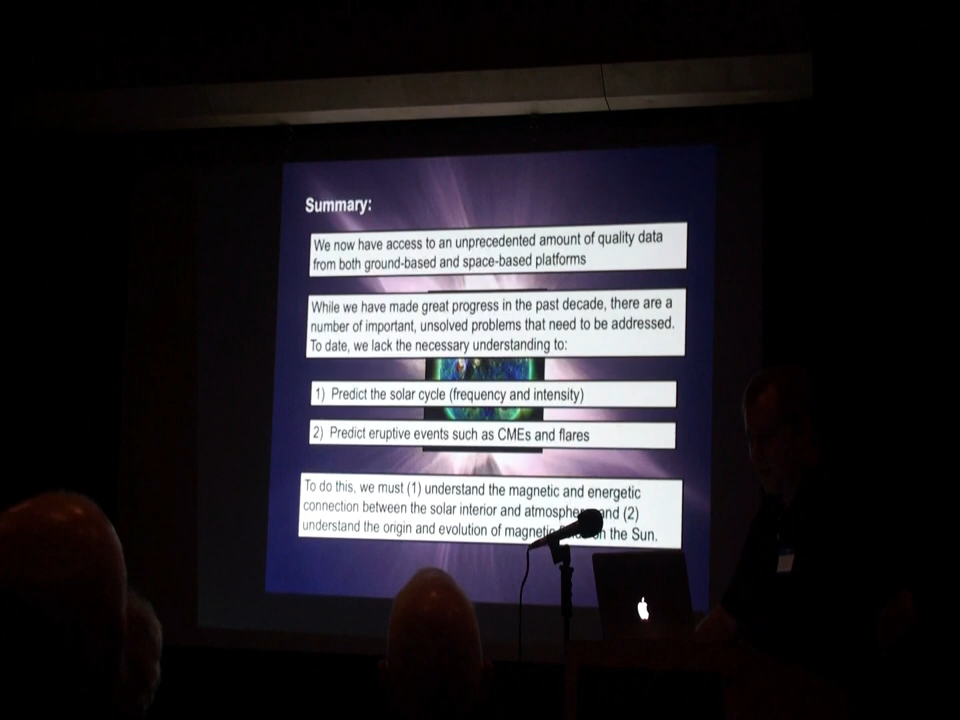 Summary:
We now have access to an unprecedented amount of quality data
from both ground-based and space-based platforms
While we have made great progress in the past decade, there are a
number of important, unsolved problems that need to be addressed.
To date, we lack the necessary understanding to:
1) Predict the solar cycle (frequency and intensity)
2) Predict eruptive events such as CMEs and flares
To do this, we must (1) understand the magnetic and energetic
connection between the solar interior and atmosphere and (2)
understand the origin and evolution of magnetic on the Sun.